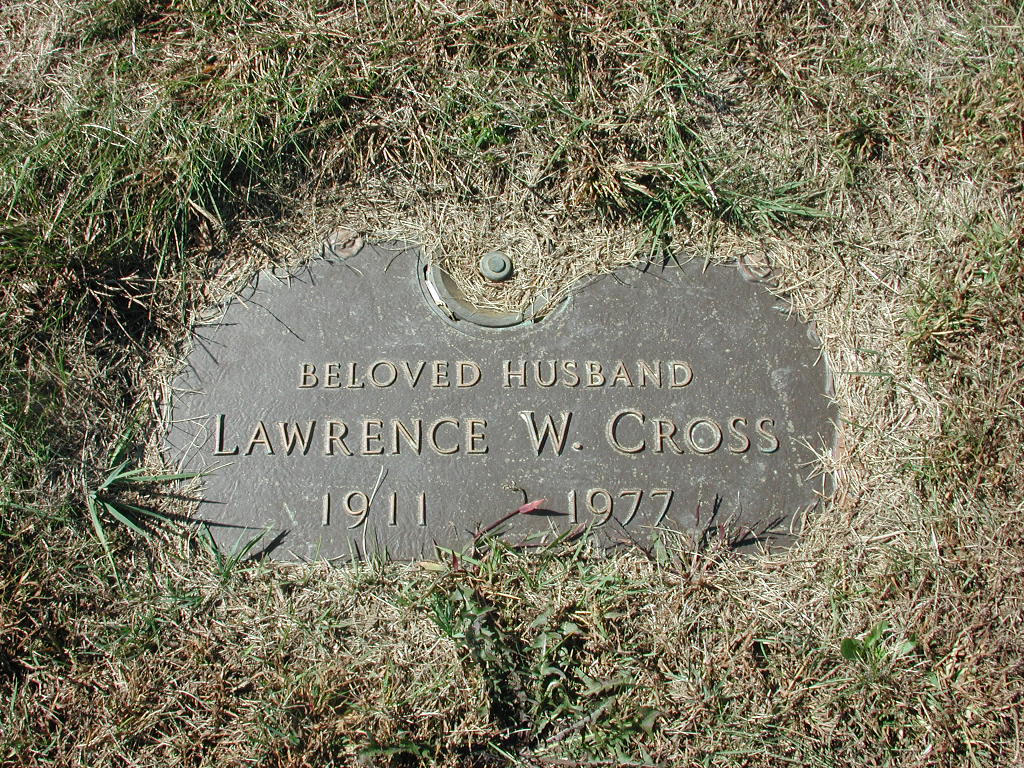 BELOVED HUSBAND
LAWRENCE W. CROSS
1911 1977